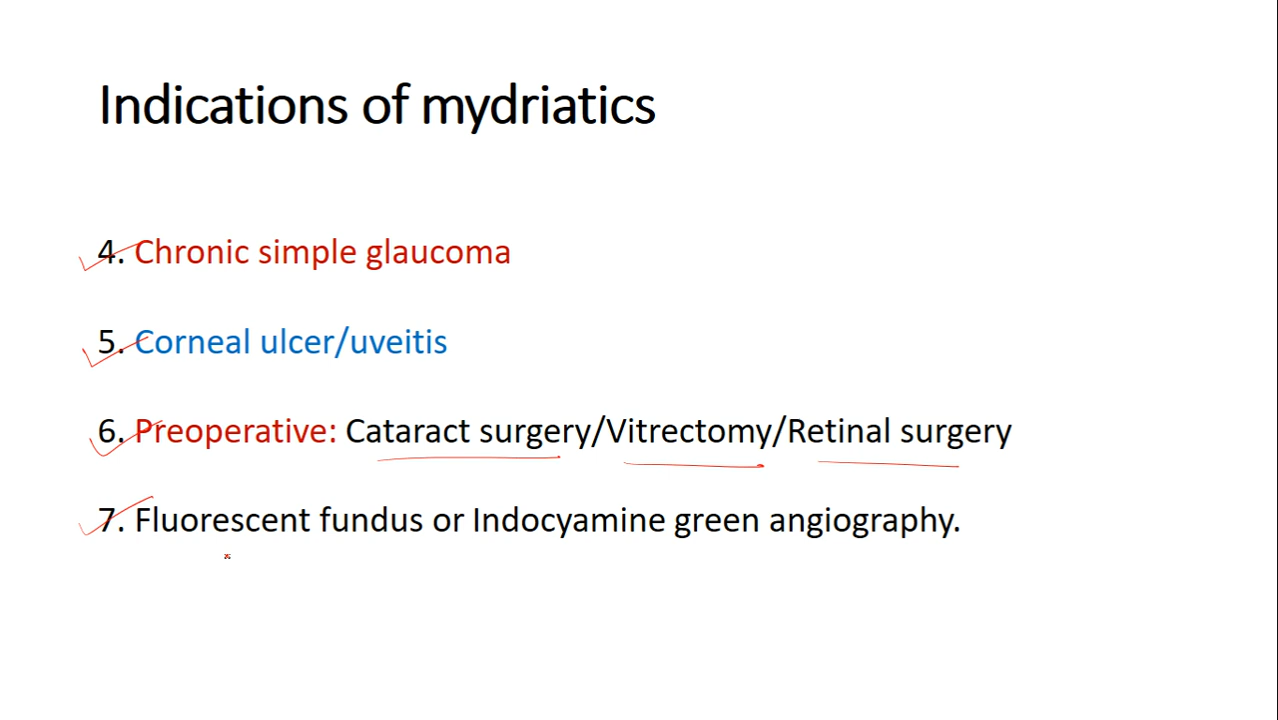 Indications of mydriatics
4. Chronic simple glaucoma
5. Corneal ulcer/uveitis
6. Preoperative: Cataract surgery/Vitrectomy/Retinal surgery
7. Fluorescent fundus or Indocyamine green angiography.